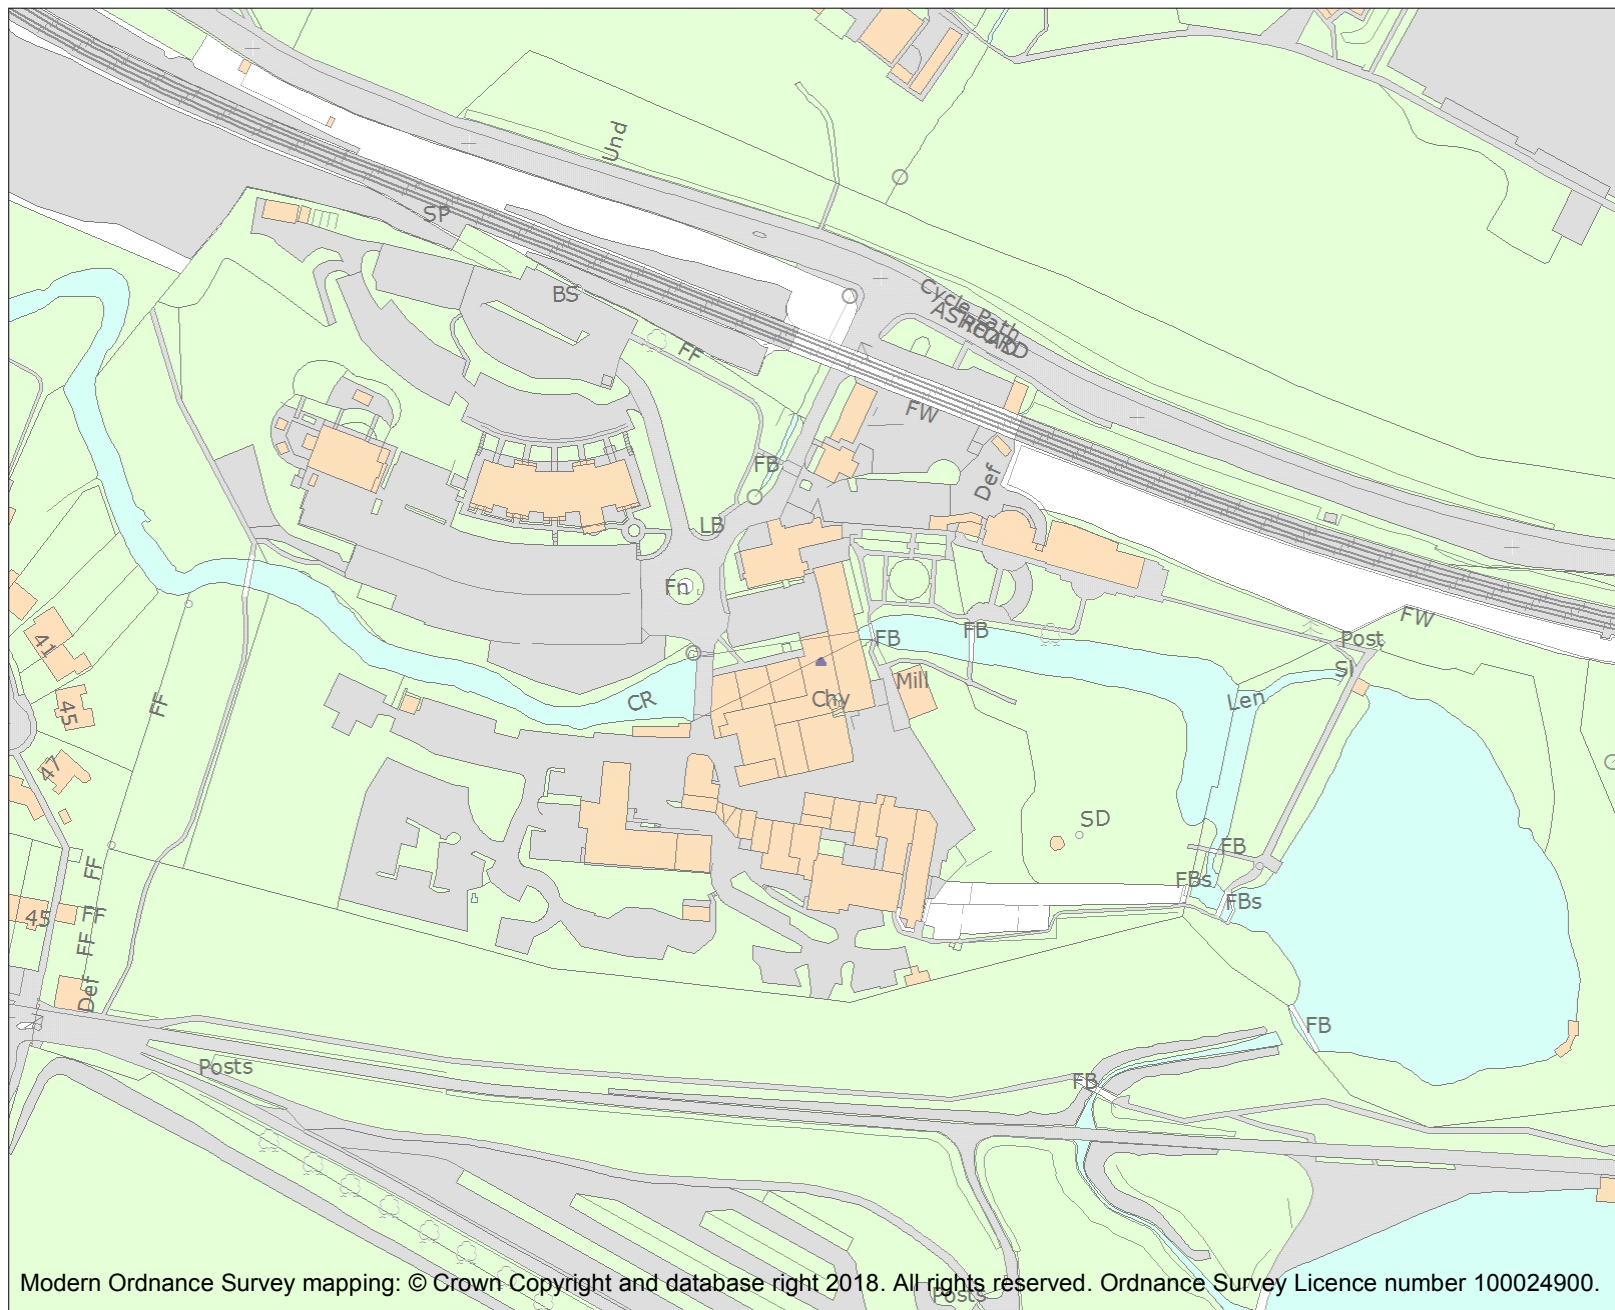 Und
SP
BS
Cycle Path
ASHFORD
ROAD
FF
FW
FB
Def
LB
Fn
FB
FB
FW
Post
Sl
41
Mill
Len
CR
Chy
45
FF
47
SD
FB
FF
FBs
FBs
45
FF
FF
Def
FB
Posts
FB
Posts
Modern Ordnance Survey mapping: © Crown Copyright and database right 2018. All rights reserved. Ordnance Survey Licence number 100024900.